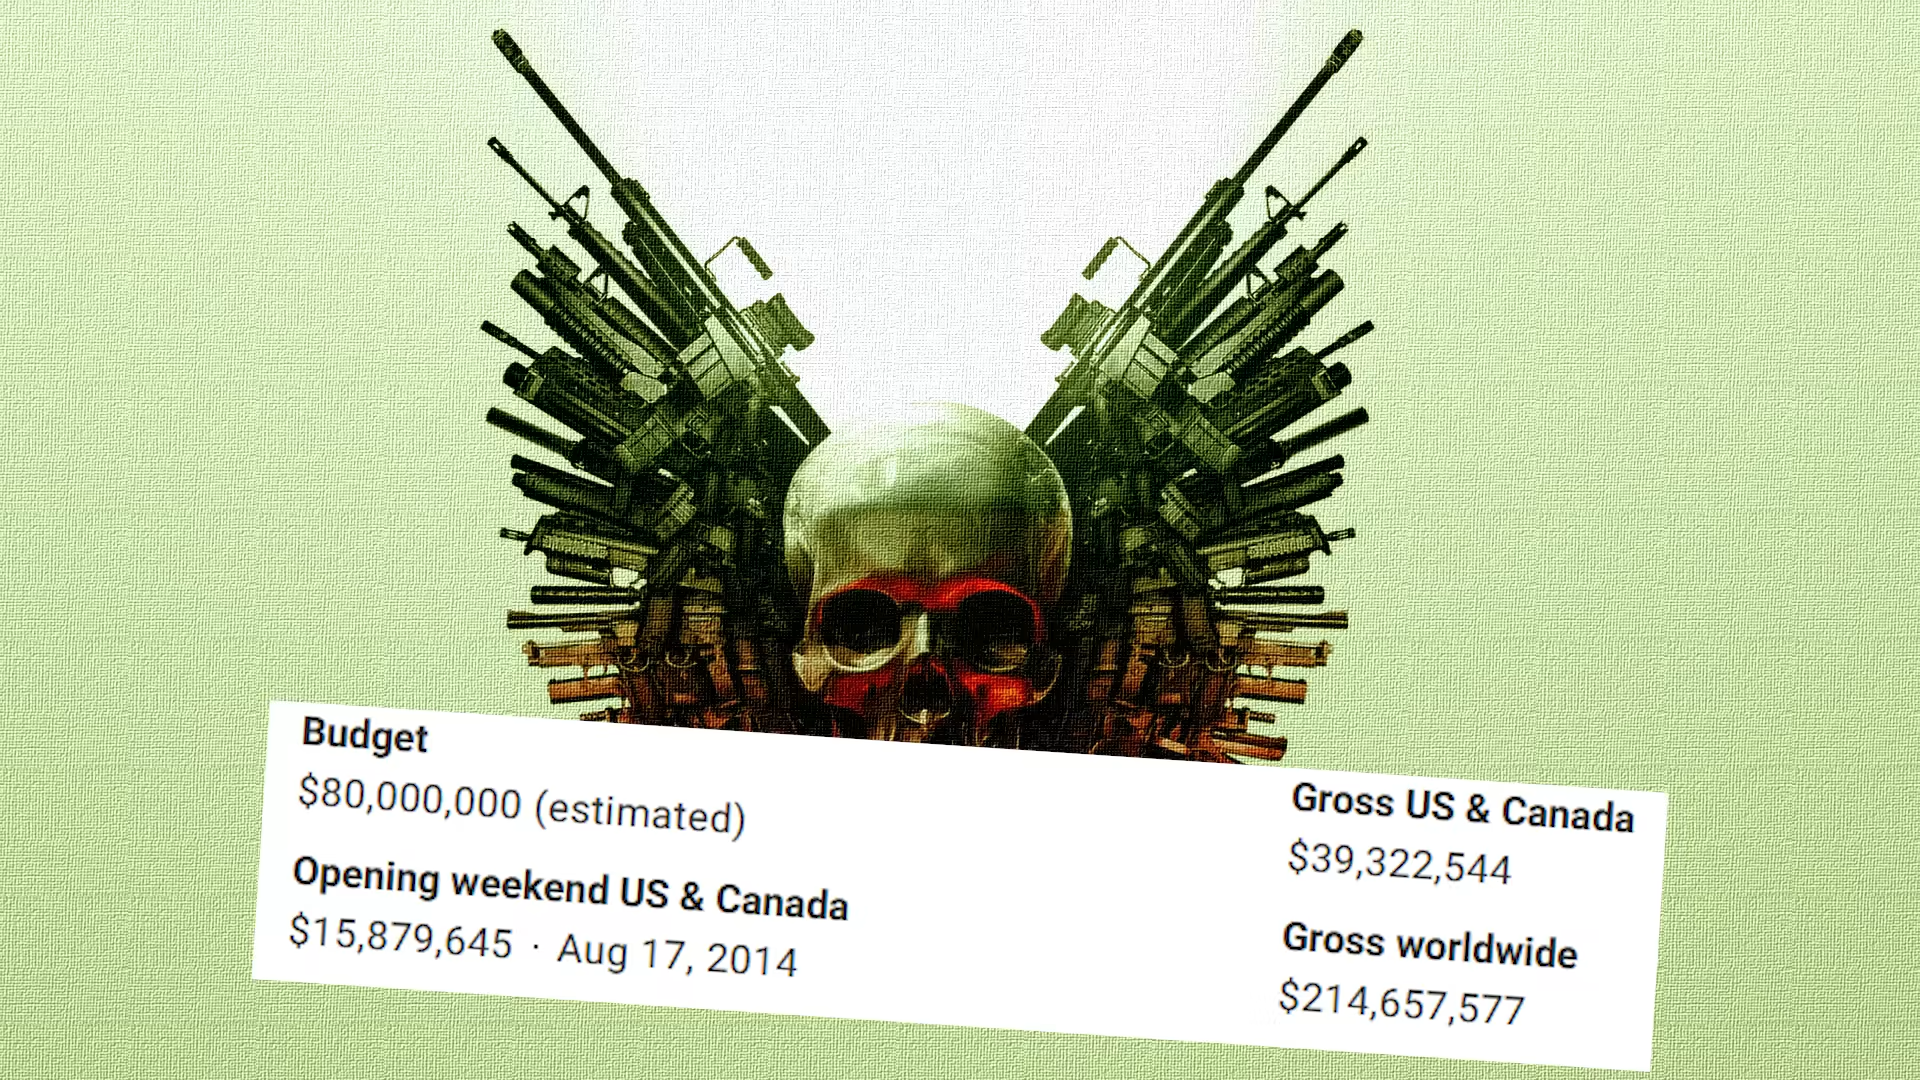 Budget
$80,000,000 (estimated)
Opening weekend US & Canada
$15,879,645 · Aug 17, 2014
Gross US & Canada
$39,322,544
Gross worldwide
$214,657,577